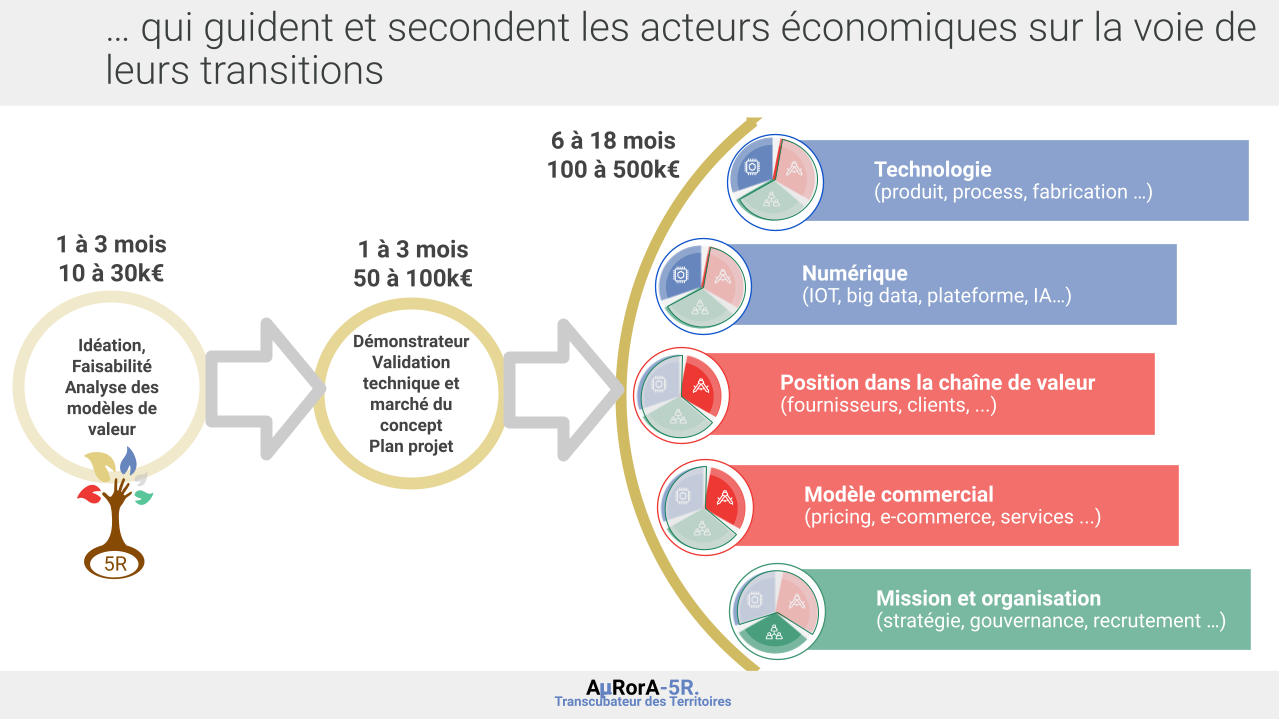 … qui guident et secondent les acteurs économiques sur la voie de
leurs transitions
1 à 3 mois
10 à 30k€
Idéation,
Faisabilité
Analyse des
modèles de
valeur
5R
1 à 3 mois
50 à 100k€
Démonstrateur
Validation
technique et
marché du
concept
Plan projet
6 à 18 mois
100 à 500k€
Technologie
(produit, process, fabrication …)
Numérique
(IOT, big data, plateforme, IA…)
Position dans la chaîne de valeur
(fournisseurs, clients, ...)
Modèle commercial
(pricing, e-commerce, services ...)
Mission et organisation
(stratégie, gouvernance, recrutement …)
AµRorA-5R.
Transcubateur des Territoires